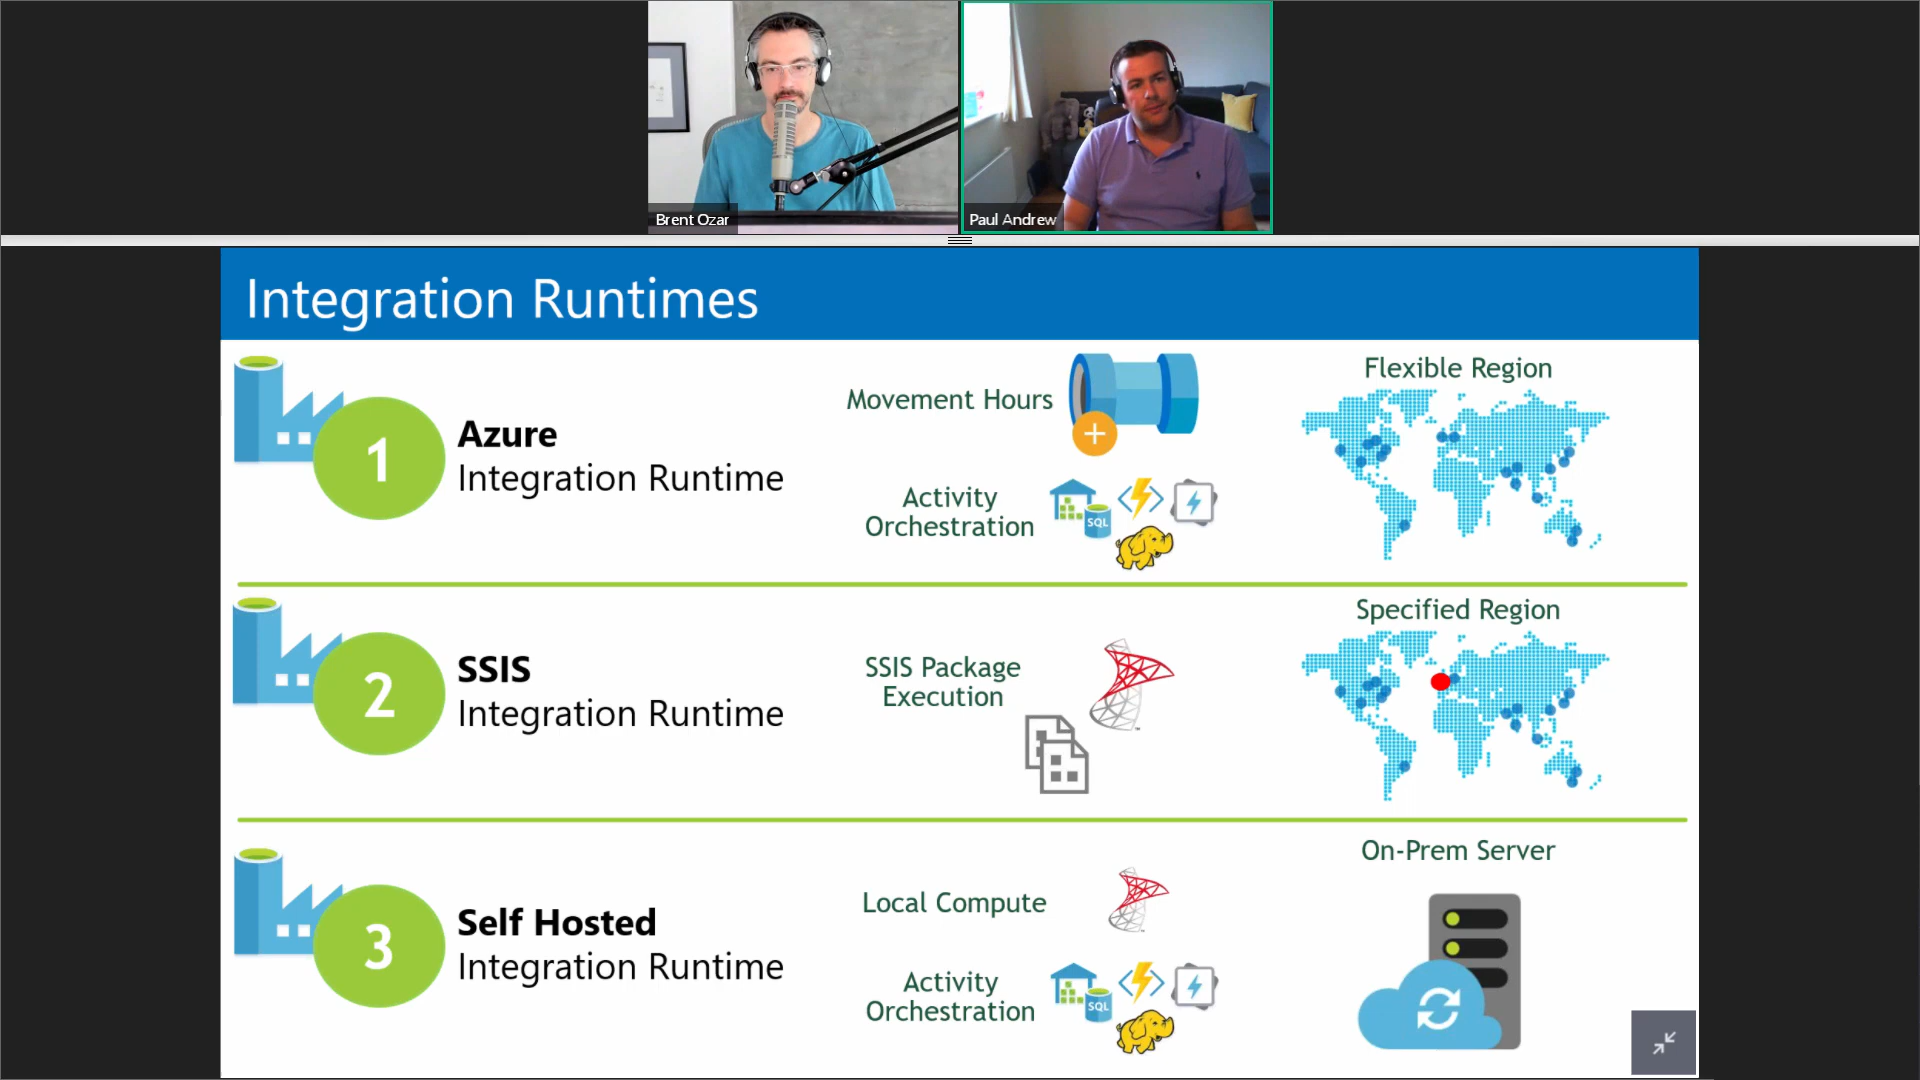 Brent Ozar
Paul Andrew
Integration Runtimes
1
Azure
Integration Runtime
Movement Hours
Activity
Orchestration
SQL
Flexible Region
2
SSIS
Integration Runtime
SSIS Package
Execution
Specified Region
3
Self Hosted
Integration Runtime
Local Compute
Activity
Orchestration
SQL
On-Prem Server